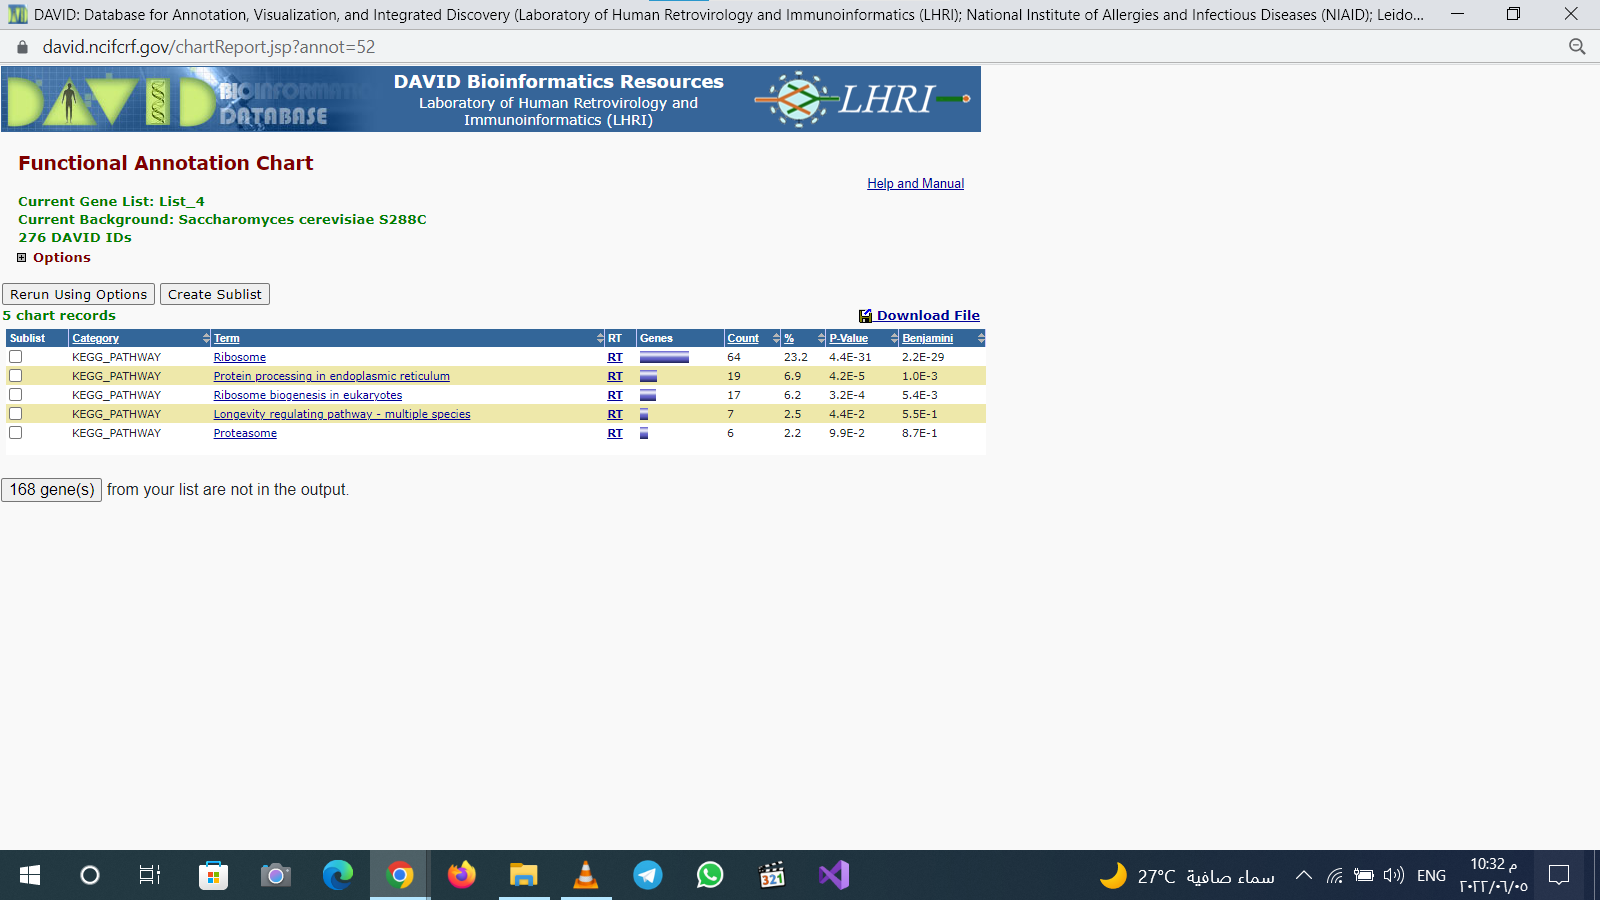 DAVID: Database for Annotation, Visualization, and Integrated Discovery (Laboratory of Human Retrovirology and Immunoinformatics (LHRI); National Institute of Allergies and Infectious Diseases (NIAID); Leido...
david.ncifcrf.gov/chartReport.jsp?annot=52
DAVID BIOINFORMATICS DATABASE
DAVID Bioinformatics Resources
Laboratory of Human Retrovirology and
Immunoinformatics (LHRI)
LHRI
Functional Annotation Chart
Help and Manual
Current Gene List: List_4
Current Background: Saccharomyces cerevisiae S288C
276 DAVID IDs
Options
Rerun Using Options Create Sublist
5 chart records Download File
Sublist Category Term RT Genes Count % P-Value Benjamini
KEGG_PATHWAY Ribosome RT 64 23.2 4.4E-31 2.2E-29
KEGG_PATHWAY Protein processing in endoplasmic reticulum RT 19 6.9 4.2E-5 1.0E-3
KEGG_PATHWAY Ribosome biogenesis in eukaryotes RT 17 6.2 3.2E-4 5.4E-3
KEGG_PATHWAY Longevity regulating pathway - multiple species RT 7 2.5 4.4E-2 5.5E-1
KEGG_PATHWAY Proteasome RT 6 2.2 9.9E-2 8.7E-1
168 gene(s) from your list are not in the output.
321
27°C سماء صافية
ENG
10:32 م
٢٠٢٢/٠٦/٠٥